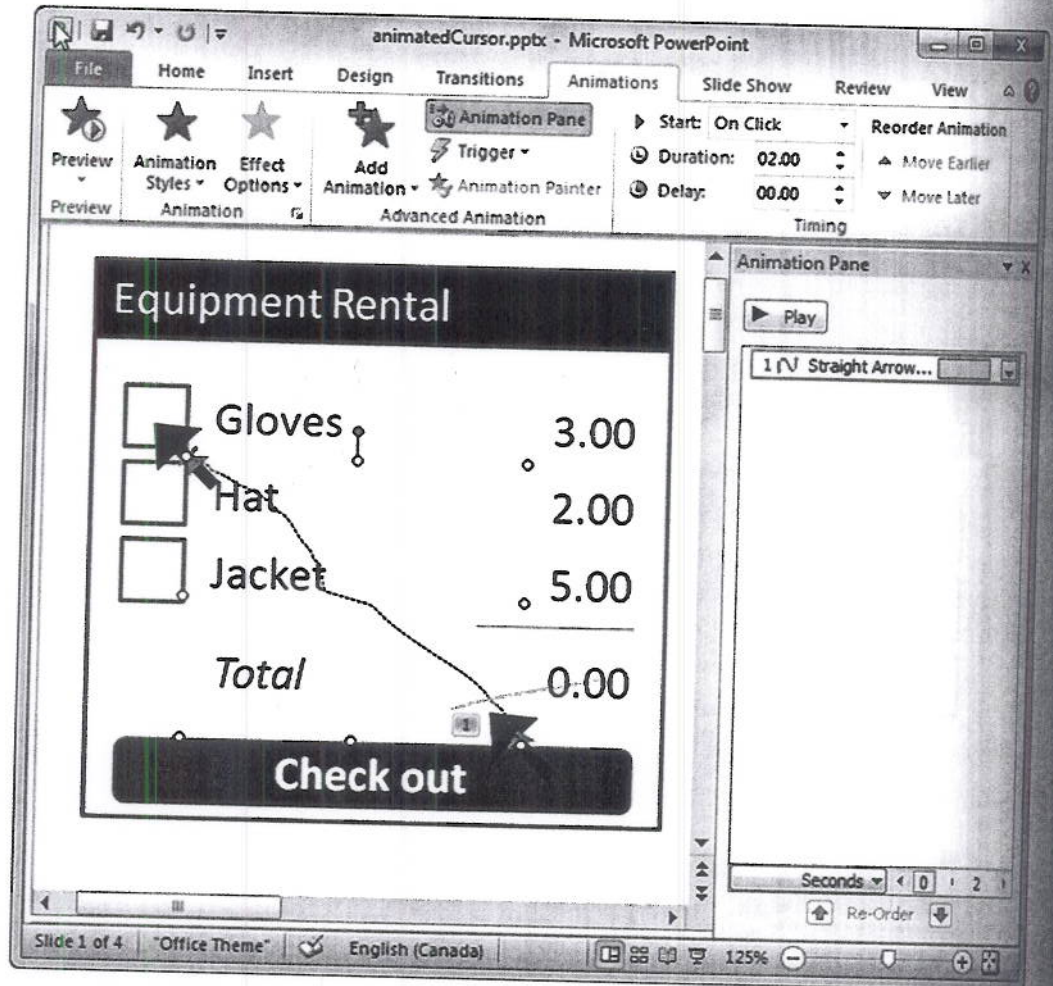 animatedCursor.pptx - Microsoft PowerPoint
File Home Insert Design Transitions Animations Slide Show Review View
Preview
Animation Styles
Effect Options
Add Animation
Animation Pane
Trigger
Animation Painter
Start: On Click
Duration: 02.00
Delay: 00.00
Reorder Animation
Move Earlier
Move Later
Preview Animation Advanced Animation Timing
Equipment Rental
Gloves 3.00
Hat 2.00
Jacket 5.00
Total 0.00
1
Check out
Animation Pane
Play
1 Straight Arrow...
Seconds 0 2
Re-Order
Slide 1 of 4 "Office Theme" English (Canada) 125%